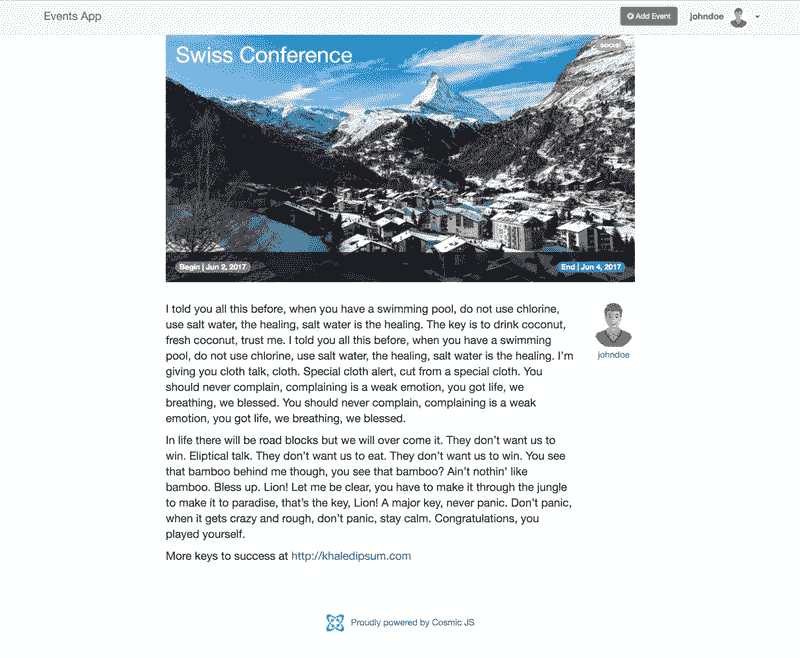 Events App
Add Event
johndoe
Swiss Conference
social
Begin | Jun 2, 2017
End | Jun 4, 2017
I told you all this before, when you have a swimming pool, do not use chlorine,
use salt water, the healing, salt water is the healing. The key is to drink coconut,
fresh coconut, trust me. I told you all this before, when you have a swimming
pool, do not use chlorine, use salt water, the healing, salt water is the healing. I’m
giving you cloth talk, cloth. Special cloth alert, cut from a special cloth. You
should never complain, complaining is a weak emotion, you got life, we
breathing, we blessed. You should never complain, complaining is a weak
emotion, you got life, we breathing, we blessed.
johndoe
In life there will be road blocks but we will over come it. They don’t want us to
win. Eliptical talk. They don’t want us to eat. They don’t want us to win. You see
that bamboo behind me though, you see that bamboo? Ain’t nothin’ like
bamboo. Bless up. Lion! Let me be clear, you have to make it through the jungle
to make it to paradise, that’s the key, Lion! A major key, never panic. Don’t panic,
when it gets crazy and rough, don’t panic, stay calm. Congratulations, you
played yourself.
More keys to success at http://khaledipsum.com
Proudly powered by Cosmic JS